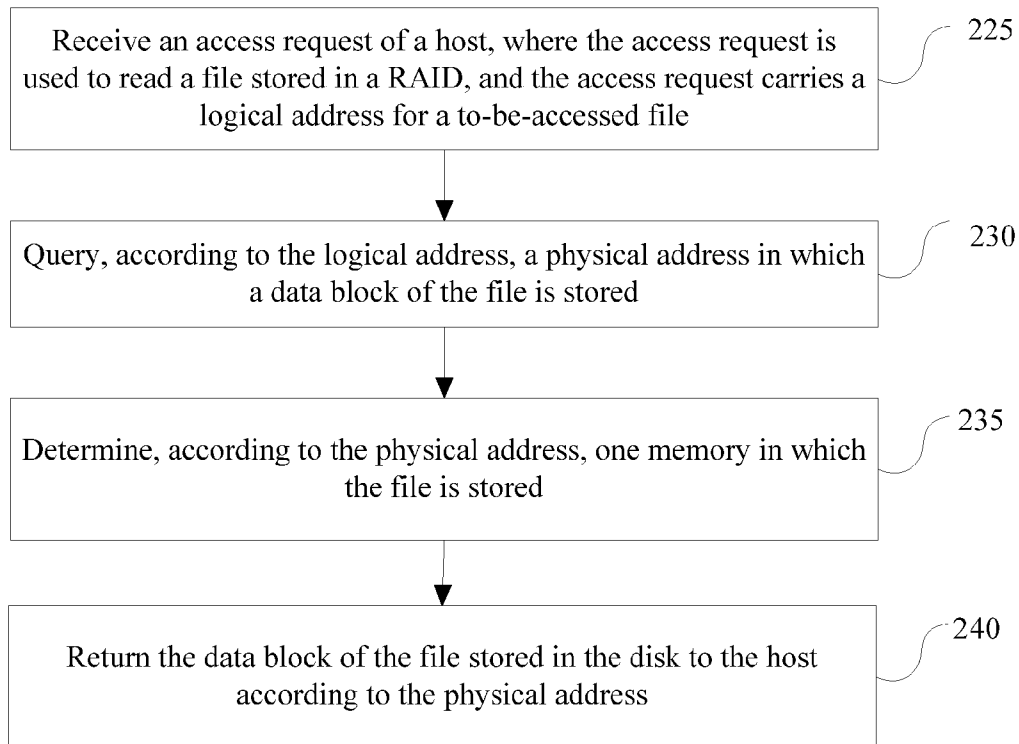 Receive an access request of a host, where the access request is
used to read a file stored in a RAID, and the access request carries a
logical address for a to-be-accessed file
225
Query, according to the logical address, a physical address in which
a data block of the file is stored
230
Determine, according to the physical address, one memory in which
the file is stored
235
Return the data block of the file stored in the disk to the host
according to the physical address
240